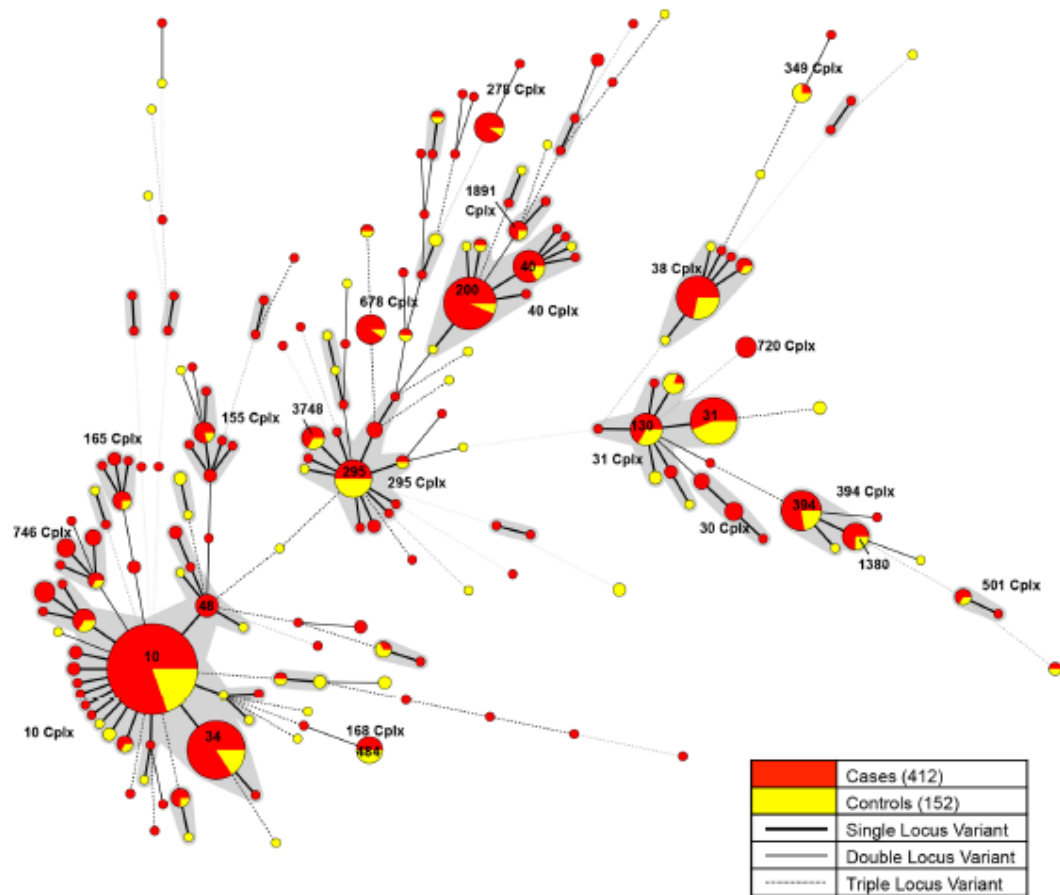 349 Cplx
278 Cplx
1891
Cplx
40
38 Cplx
200
40 Cplx
678 Cplx
720 Cplx
155 Cplx
3748
31
130
165 Cplx
31 Cplx
295
295 Cplx
394 Cplx
394
30 Cplx
746 Cplx
1380
501 Cplx
48
10
10 Cplx
34
168 Cplx
484
Cases (412)
Controls (152)
Single Locus Variant
Double Locus Variant
Triple Locus Variant